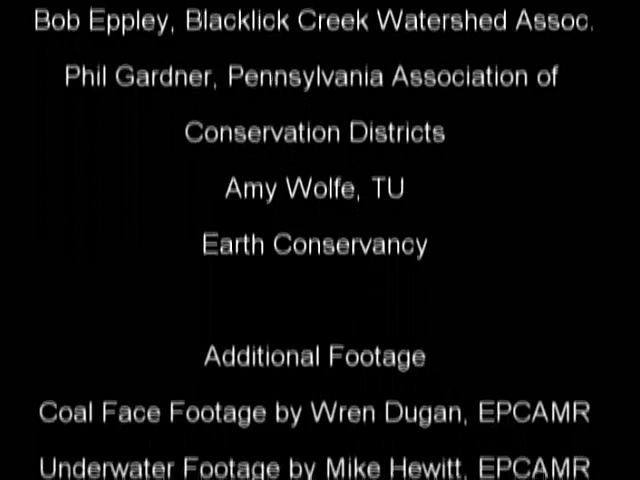 Bob Eppley, Blacklick Creek Watershed Assoc.
Phil Gardner, Pennsylvania Association of
Conservation Districts
Amy Wolfe, TU
Earth Conservancy
Additional Footage
Coal Face Footage by Wren Dugan, EPCAMR
Underwater Footage by Mike Hewitt, EPCAMR